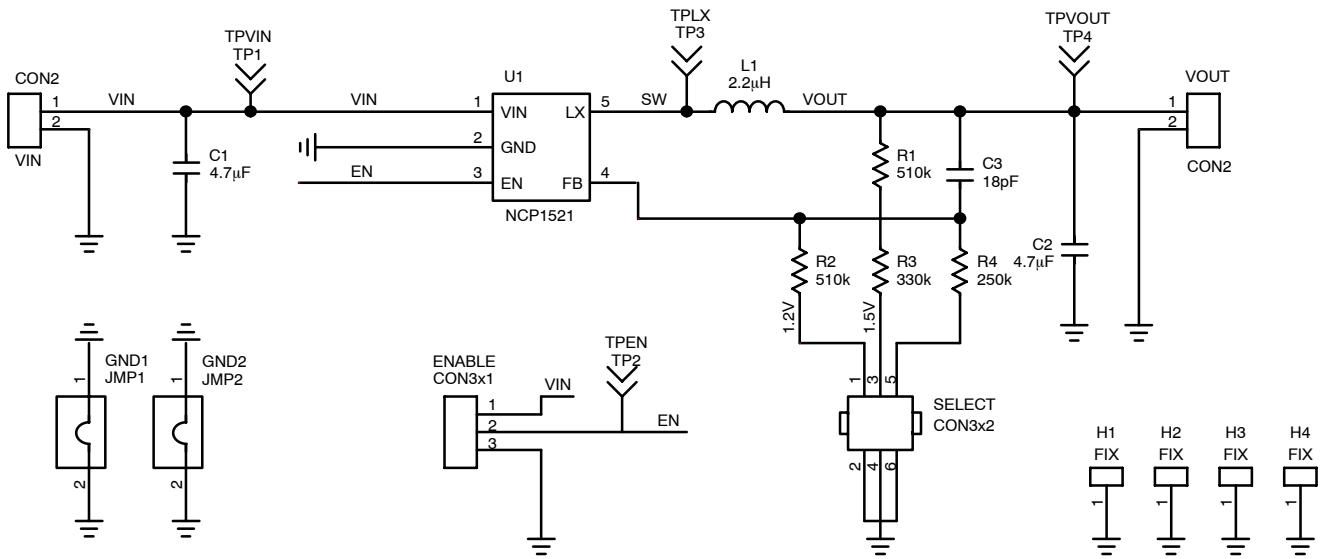 TPVIN
TP1
TPLX
TP3
TPVOUT
TP4
CON2
1
2
VIN
VIN
VIN
C1
4.7µF
U1
1
VIN
LX
5
2
GND
EN
3
EN
FB
4
NCP1521
SW
L1
2.2µH
VOUT
R1
510k
C3
18pF
VOUT
1
2
CON2
R2
510k
R3
330k
R4
250k
C2
4.7µF
1.2V
1.5V
GND1
JMP1
1
2
GND2
JMP2
1
2
ENABLE
CON3x1
1
2
3
VIN
TPEN
TP2
EN
1
3
5
SELECT
CON3x2
2
4
6
H1
FIX
1
H2
FIX
1
H3
FIX
1
H4
FIX
1